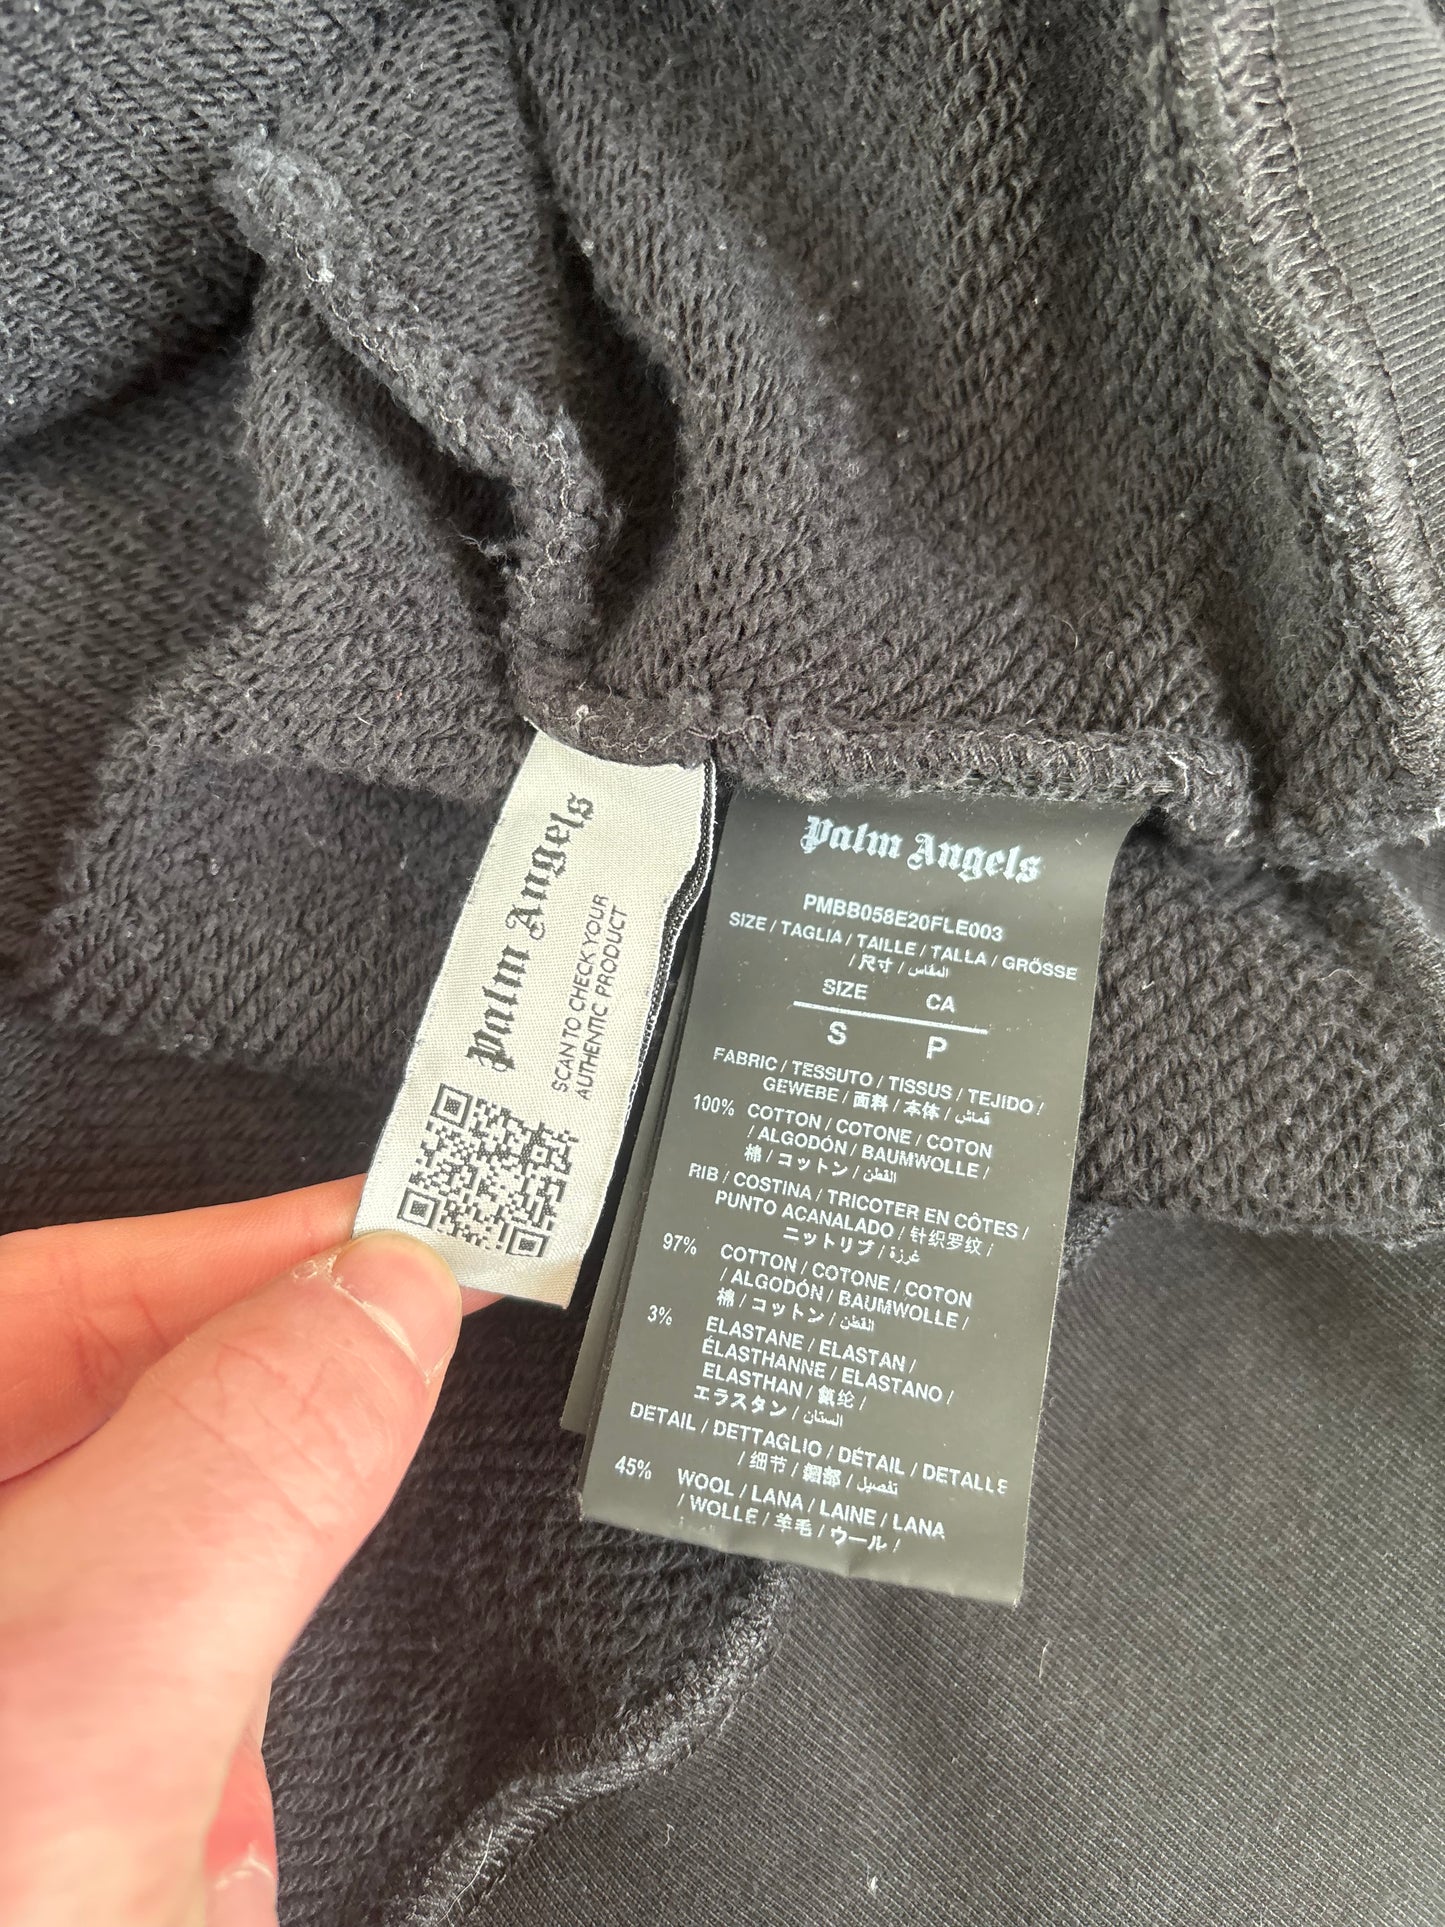 Palm Angels
SCAN TO CHECK YOUR
AUTHENTIC PRODUCT
Palm Angels
PMBB058E20FLE003
SIZE / TAGLIA / TAILLE / TALLA / GRÖSSE
/ 尺寸 / المقاس
SIZE CA
S P
FABRIC / TESSUTO / TISSUS / TEJIDO /
GEWEBE / 面料 / 本体 / قماش
100% COTTON / COTONE / COTON
/ ALGODÓN / BAUMWOLLE /
棉 / コットン / القطن
RIB / COSTINA / TRICOTER EN CÔTES /
PUNTO ACANALADO / 针织罗纹 /
ニットリブ / غرزة
97% COTTON / COTONE / COTON
/ ALGODÓN / BAUMWOLLE /
棉 / コットン / القطن
3% ELASTANE / ELASTAN /
ÉLASTHANNE / ELASTANO /
ELASTHAN / 氨纶 /
エラスタン / الستان
DETAIL / DETTAGLIO / DÉTAIL / DETALLE
/ 细节 / 細部 / تفصيل
45% WOOL / LANA / LAINE / LANA
/ WOLLE / 羊毛 / ウール /